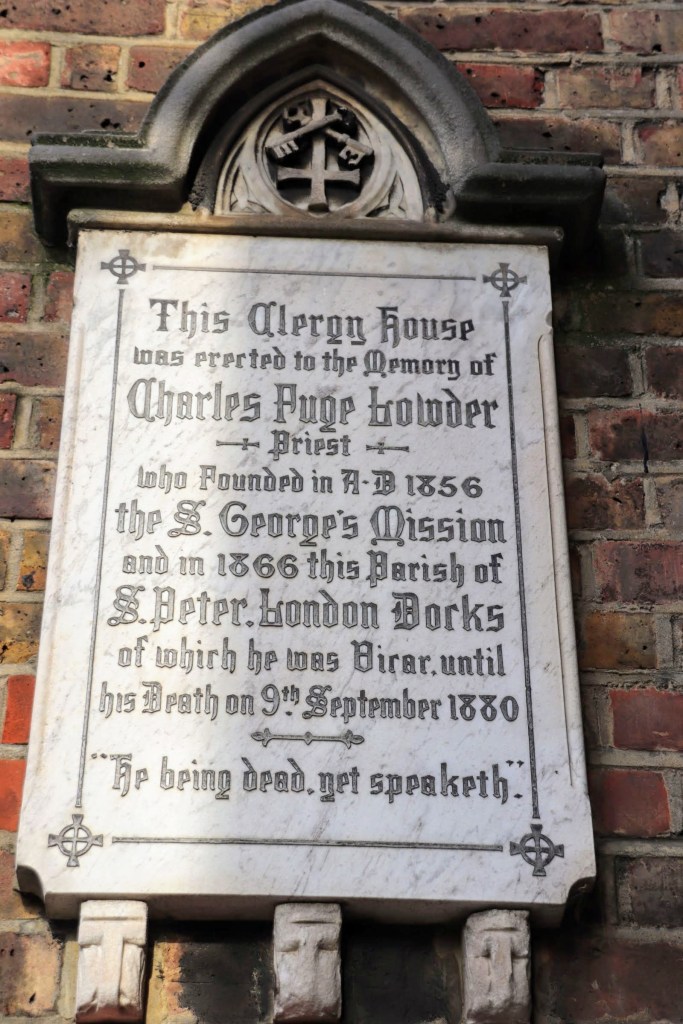 This Clergy House
was erected to the Memory of
Charles Fuge Lowder
Priest
who Founded in A·D 1856
the S. George's Mission
and in 1866 this Parish of
S. Peter. London Docks
of which he was Vicar. until
his Death on 9th September 1880
"He being dead. yet speaketh".